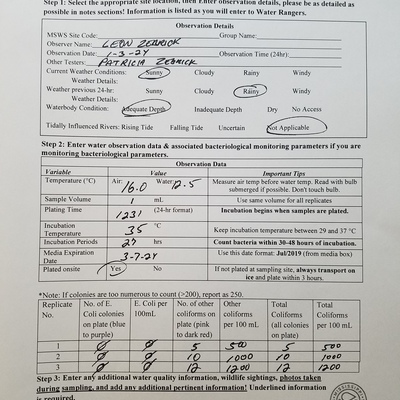 Step 1: Select the appropriate site location, then Enter observation details, please be as detailed as
possible in notes sections! Information is listed as you will enter to Water Rangers.
Observation Details
MSWS Site Code: Group Name:
Observer Name: LEON ZEBRICK
Observation Date: 1-3-24 Observation Time (24hr):
Other Testers: PATRICIA ZEBRICK
Current Weather Conditions: Sunny Cloudy Rainy Windy
Weather Details:
Weather previous 24-hr: Sunny Cloudy Rainy Windy
Weather Details:
Waterbody Condition: Adequate Depth Inadequate Depth Dry No Access
Tidally Influenced Rivers: Rising Tide Falling Tide Uncertain Not Applicable
Step 2: Enter water observation data & associated bacteriological monitoring parameters if you are
monitoring bacteriological parameters.
Observation Data
Variable Value Important Tips
Temperature (°C) Air: 16.0 Water: 12.5 Measure air temp before water temp. Read with bulb
submerged if possible. Don't touch bulb.
Sample Volume 1 mL Use same volume for all replicates
Plating Time 1231 (24-hr format) Incubation begins when samples are plated.
Incubation
Temperature 35 °C Keep incubation temperature between 29 and 37 °C
Incubation Periods hrs Count bacteria within 30-48 hours of incubation.
Media Expiration
Date 3-7-24 Use this date format: Jul/2019 (from media box)
Plated onsite Yes No If not plated at sampling site, always transport on
ice and plate within 3 hours.
*Note: If colonies are too numerous to count (>200), report as 250.
Replicate
No. No. of E.
Coli colonies
on plate (blue
to purple) E. Coli per
100mL No. of other
coliforms on
plate (pink
to dark red) Other
coliforms
per 100 mL Total
Coliforms
(all colonies
on plate) Total
Coliforms
per 100 mL
1 0 0 5 500 5 500
2 0 0 10 1000 10 1000
3 0 0 12 1200 12 1200
Step 3: Enter any additional water quality information, wildlife sightings, photos taken
during sampling, and add any additional pertinent information! Underlined information
is required.